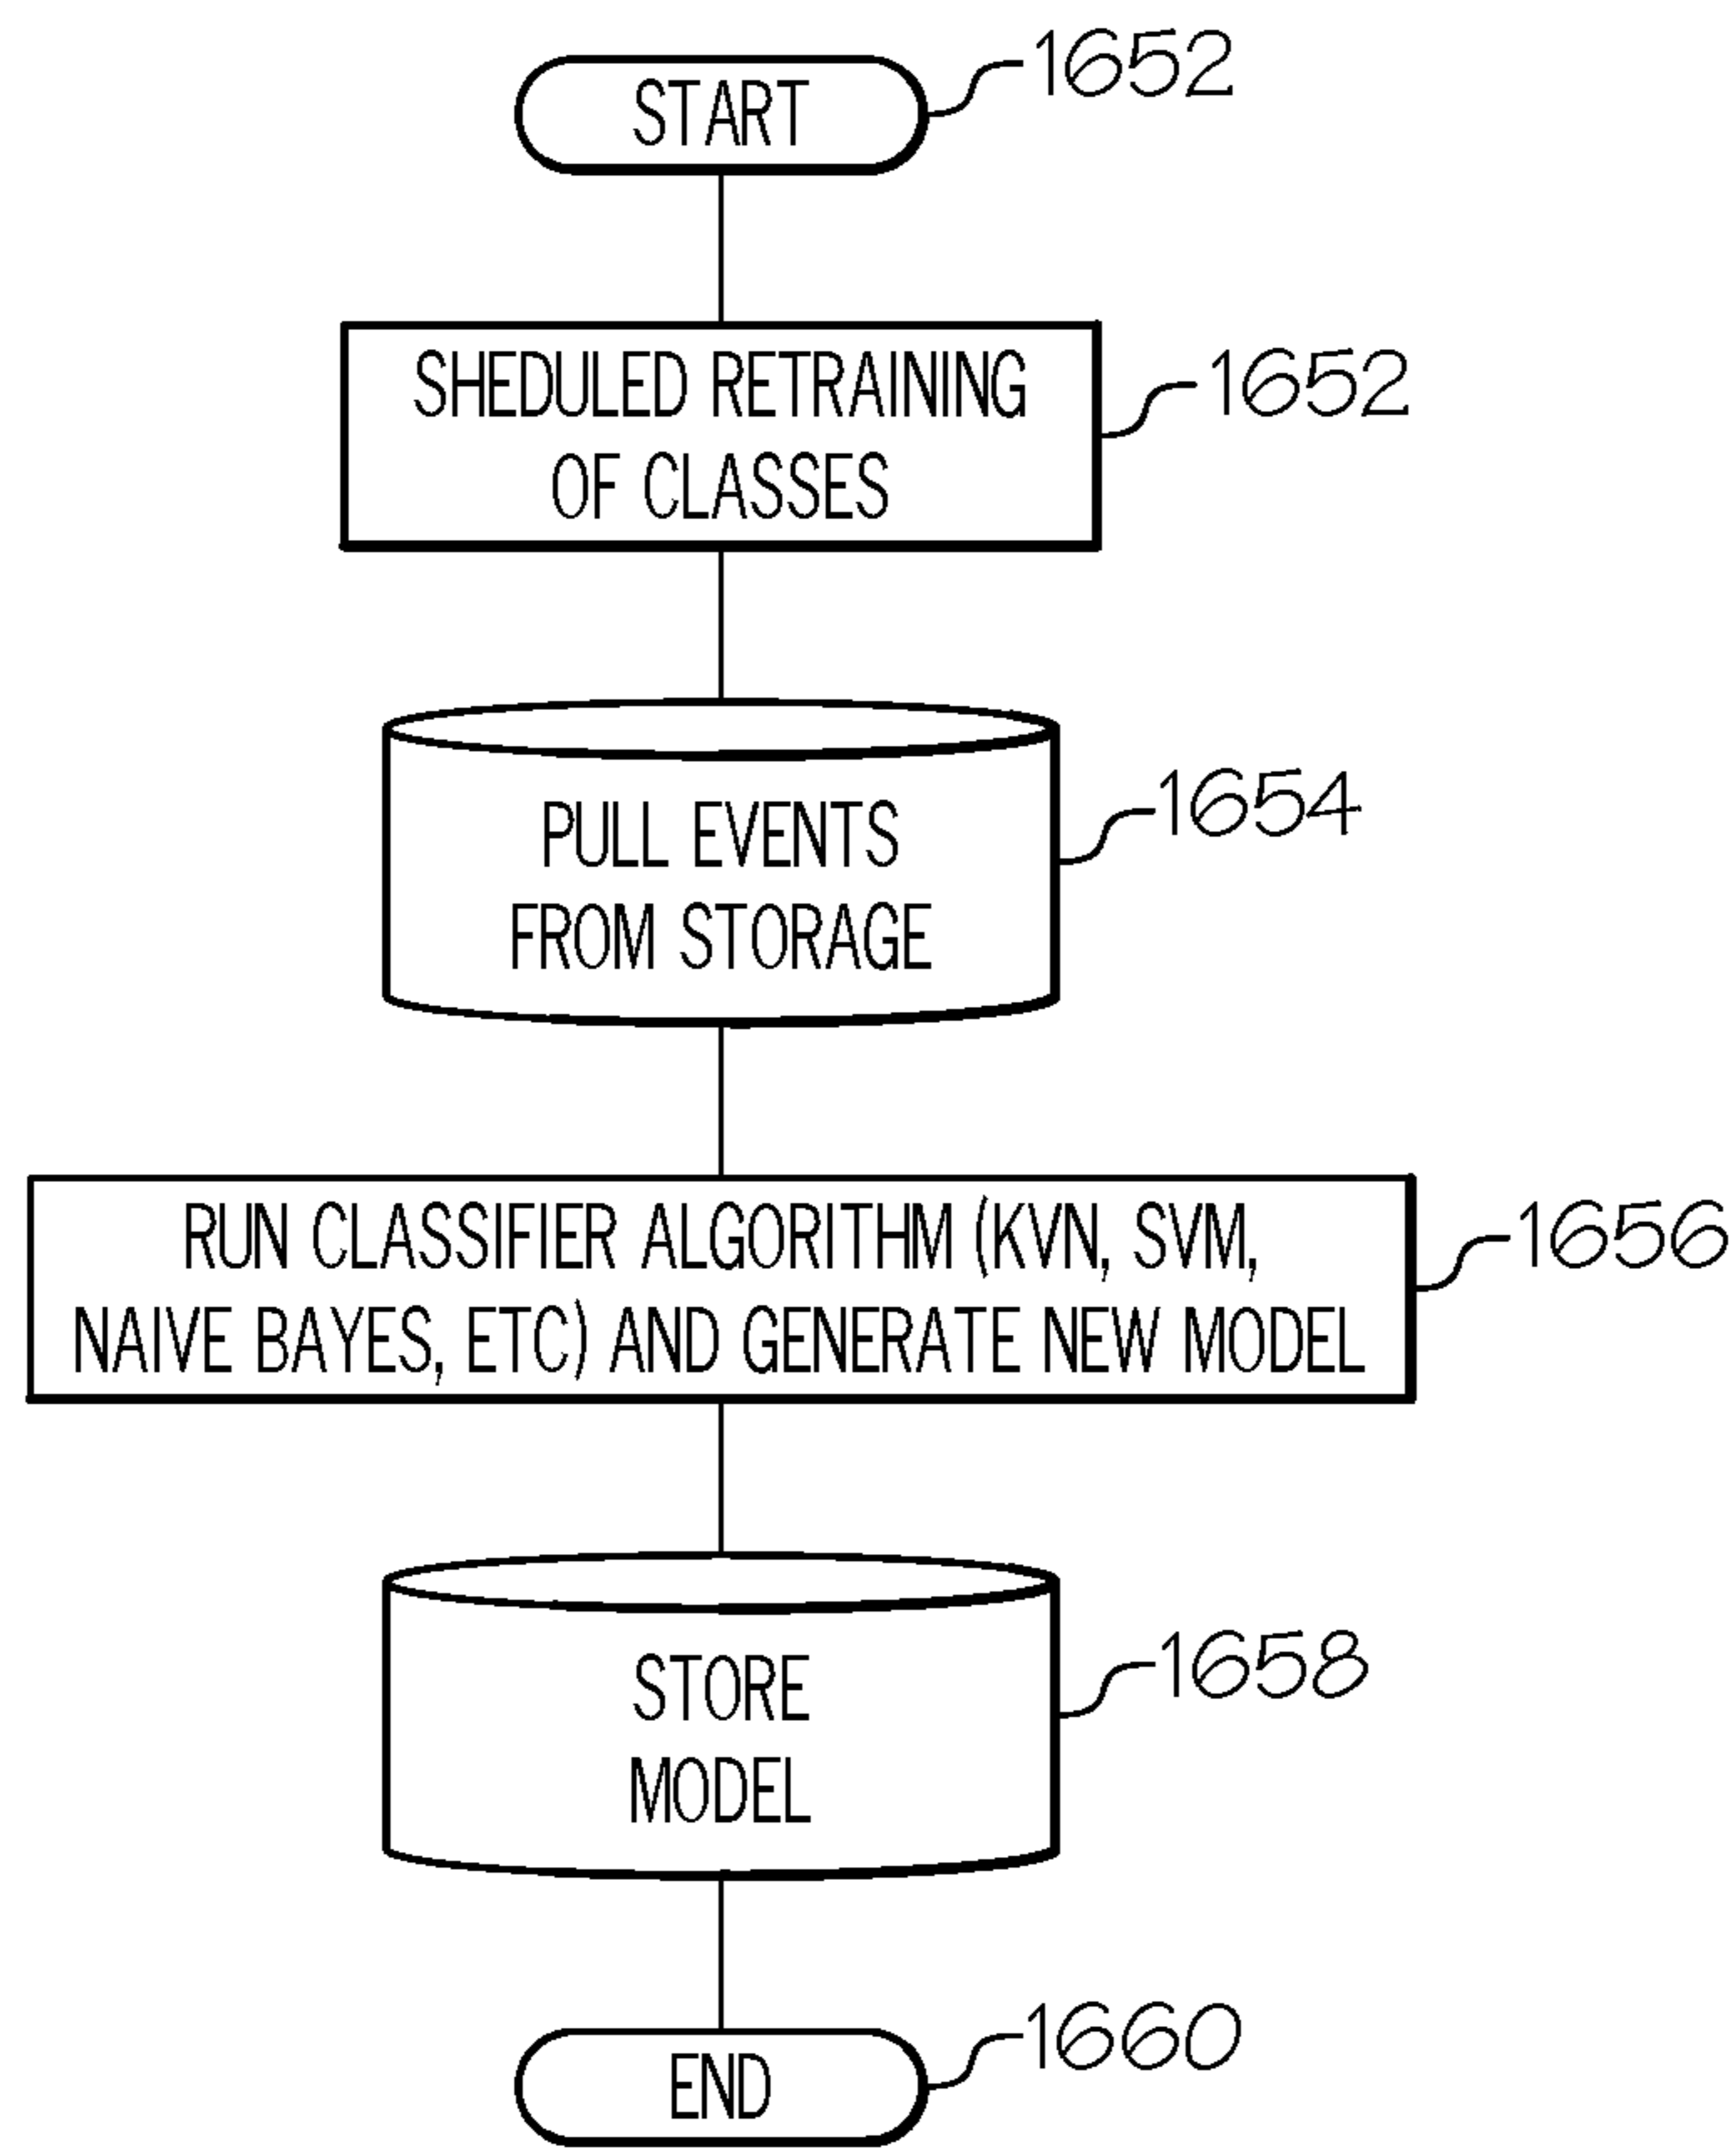 START
1652
SHEDULED RETRAINING
OF CLASSES
1652
PULL EVENTS
FROM STORAGE
1654
RUN CLASSIFIER ALGORITHM (KVN, SVM,
NAIVE BAYES, ETC) AND GENERATE NEW MODEL
1656
STORE
MODEL
1658
END
1660